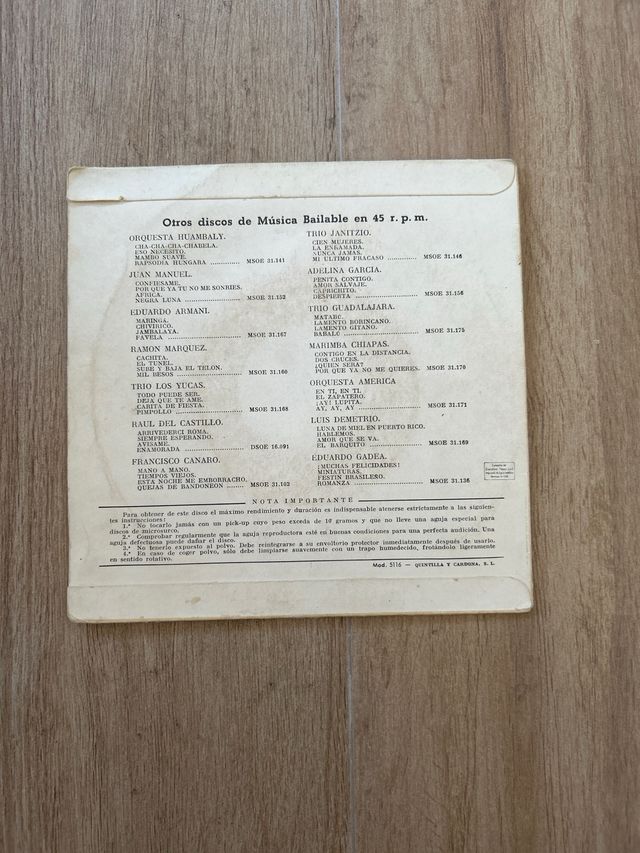 Otros discos de Música Bailable en 45 r. p. m.
ORQUESTA HUAMBALY.
CHA-CHA-CHA-CHABELA.
ESO NECESITO.
MAMBO SUAVE.
RAPSODIA HUNGARA ............ MSOE 31.141
JUAN MANUEL.
CONFIESAME.
POR QUE YA TU NO ME SONRIES.
AFRICA.
NEGRA LUNA ...................... MSOE 31.152
EDUARDO ARMANI.
MARINGA.
CHIVIRICO.
JAMBALAYA.
FAVELA ............................. MSOE 31.167
RAMON MARQUEZ.
CACHITA.
EL TUNEL.
SUBE Y BAJA EL TELON.
MIL BESOS ........................ MSOE 31.160
TRIO LOS YUCAS.
TODO PUEDE SER.
DEJA QUE TE AME.
CARITA DE FIESTA.
PIMPOLLO .......................... MSOE 31.168
RAUL DEL CASTILLO.
ARRIVEDERCI ROMA.
SIEMPRE ESPERANDO.
AVISAME.
ENAMORADA ...................... DSOE 16.091
FRANCISCO CANARO.
MANO A MANO.
TIEMPOS VIEJOS.
ESTA NOCHE ME EMBORRACHO.
QUEJAS DE BANDONEON ....... MSOE 31.102
TRIO JANITZIO.
CIEN MUJERES.
LA ENRAMADA.
NUNCA JAMAS.
MI ULTIMO FRACASO ............ MSOE 31.146
ADELINA GARCIA.
PENITA CONTIGO.
AMOR SALVAJE.
CAPRICHITO.
DESPIERTA ......................... MSOE 31.156
TRIO GUADALAJARA.
MATARE.
LAMENTO BORINCANO.
LAMENTO GITANO.
BABALÚ ............................. MSOE 31.175
MARIMBA CHIAPAS.
CONTIGO EN LA DISTANCIA.
DOS CRUCES.
¿QUIEN SERA?
POR QUE YA NO ME QUIERES. MSOE 31.170
ORQUESTA AMERICA
EN TI, EN TI.
EL ZAPATERO.
¡AY! LUPITA.
AY, AY, AY ........................ MSOE 31.171
LUIS DEMETRIO.
LUNA DE MIEL EN PUERTO RICO.
HABLEMOS.
AMOR QUE SE VA.
EL BARQUITO ..................... MSOE 31.169
EDUARDO GADEA.
¡MUCHAS FELICIDADES!
MINIATURAS.
FESTIN BRASILEÑO.
ROMANZA .......................... MSOE 31.136
NOTA IMPORTANTE
Para obtener de este disco el máximo rendimiento y duración es indispensable atenerse estrictamente a las siguien-
tes instrucciones:
1.ª No tocarlo jamás con un pick-up cuyo peso exceda de 10 gramos y que no lleve una aguja especial para
discos de microsurco.
2.ª Comprobar regularmente que la aguja reproductora esté en buenas condiciones para una perfecta audición. Una
aguja defectuosa puede dañar el disco.
3.ª No tenerlo expuesto al polvo. Debe reintegrarse a su envoltorio protector inmediatamente después de usarlo.
4.ª En caso de coger polvo, sólo debe limpiarse suavemente con un trapo humedecido, frotándolo ligeramente
en sentido rotativo.
Mod. 5116 — QUINTILLA Y CARDONA, S. L.